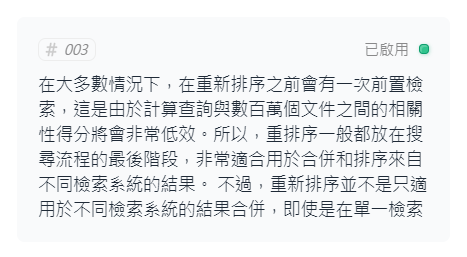 # 003
已啟用
在大多數情況下，在重新排序之前會有一次前置檢
索，這是由於計算查詢與數百萬個文件之間的相關
性得分將會非常低效。所以，重排序一般都放在搜
尋流程的最後階段，非常適合用於合併和排序來自
不同檢索系統的結果。 不過，重新排序並不是只適
用於不同檢索系統的結果合併，即使是在單一檢索